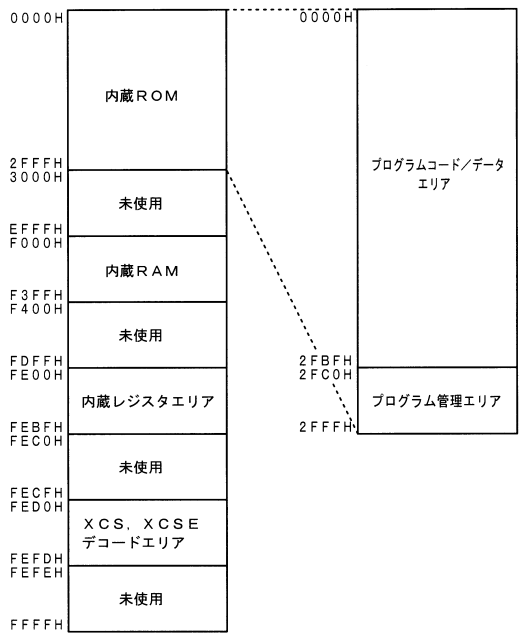 0000H
内蔵ROM
2FFFH
3000H
未使用
EFFFH
F000H
内蔵RAM
F3FFH
F400H
未使用
FDFFH
FE00H
内蔵レジスタエリア
FEBFH
FEC0H
未使用
FECFH
FED0H
XCS,XCSE
デコードエリア
FEFDH
FEFEH
未使用
FFFFH
0000H
プログラムコード/データ
エリア
2FBFH
2FC0H
プログラム管理エリア
2FFFH